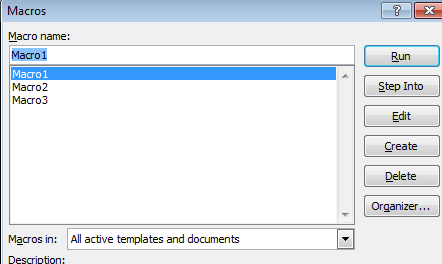 Macros
?
Macro name:
Macro1
Run
Macro1
Macro2
Macro3
Step Into
Edit
Create
Delete
Organizer...
Macros in: All active templates and documents
Description: